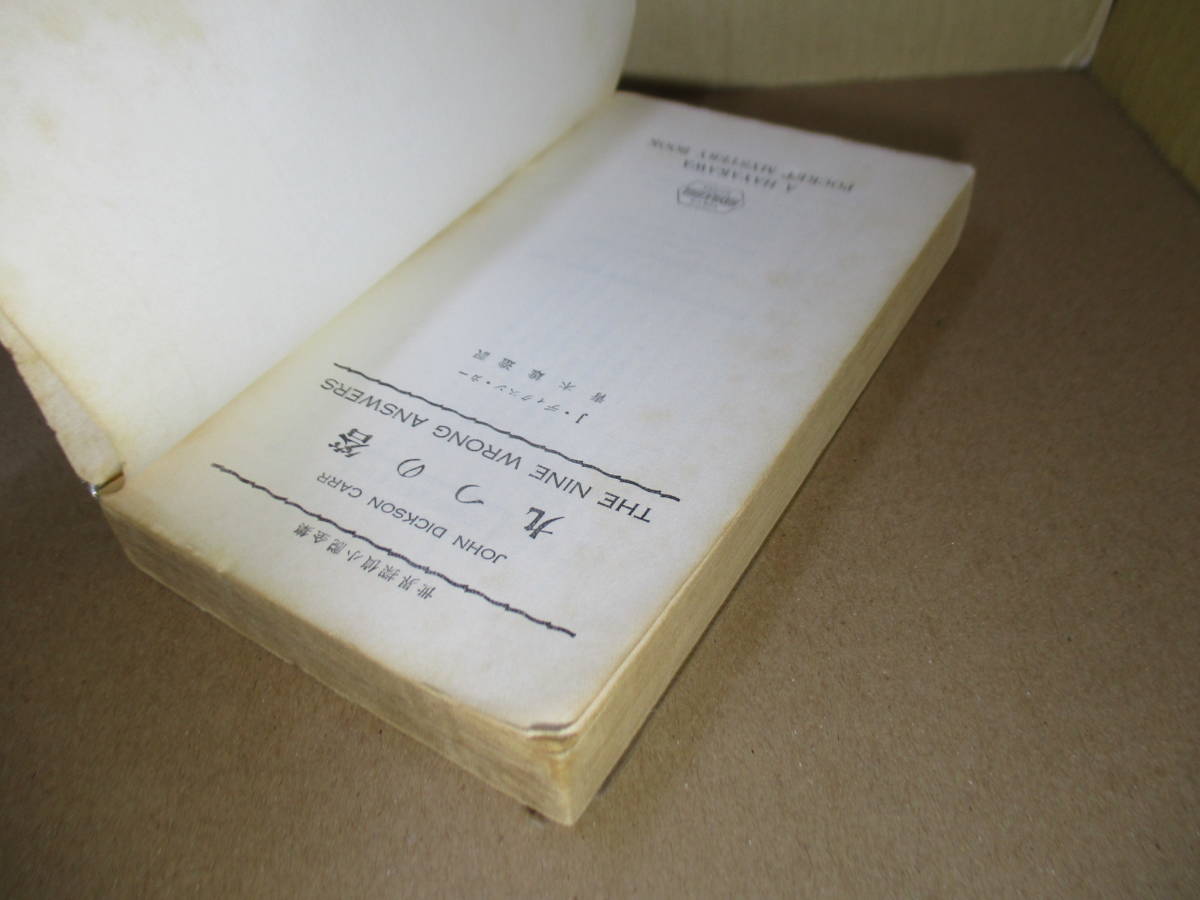 世界探偵小説全集
JOHN DICKSON CARR
九つの答
THE NINE WRONG ANSWERS
J・ディクスン・カー
青木雄造訳
A HAYAKAWA
POCKET MYSTERY BOOK